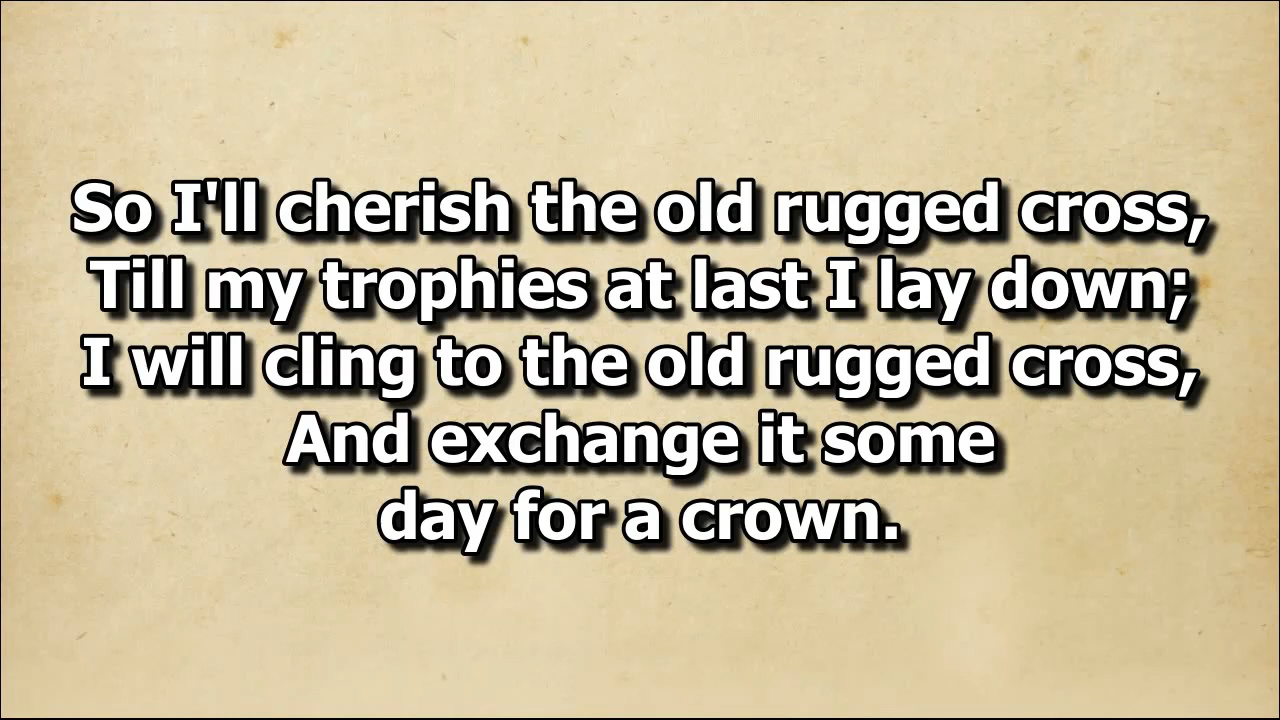 So I'll cherish the old rugged cross,
Till my trophies at last I lay down;
I will cling to the old rugged cross,
And exchange it some
day for a crown.